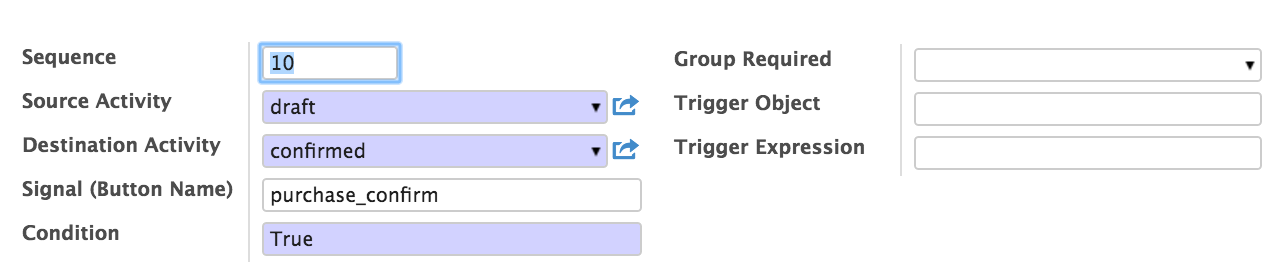 Sequence 10
Source Activity draft
Destination Activity confirmed
Signal (Button Name) purchase_confirm
Condition True
Group Required
Trigger Object
Trigger Expression